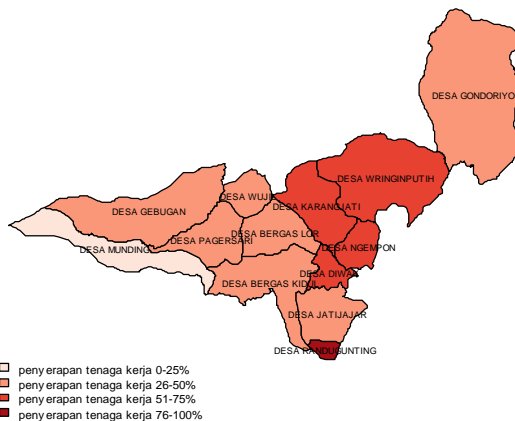 DESA GONDORIYO
DESA WRINGINPUTIH
DESA WUJIL
DESA KARANGJATI
DESA GEBUGAN
DESA BERGAS LOR
DESA PAGERSARI
DESA MUNDING
DESA NGEMPON
DESA DIWAK
DESA BERGAS KIDUL
DESA JATIJAJAR
DESA RANDUGUNTING
penyerapan tenaga kerja 0-25%
penyerapan tenaga kerja 26-50%
penyerapan tenaga kerja 51-75%
penyerapan tenaga kerja 76-100%